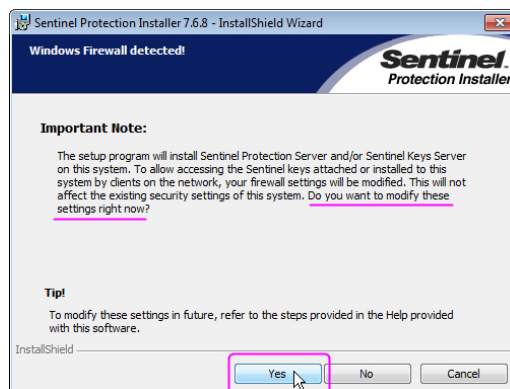 Sentinel Protection Installer 7.6.8 - InstallShield Wizard
Windows Firewall detected!
Sentinel.
Protection Installer
Important Note:
The setup program will install Sentinel Protection Server and/or Sentinel Keys Server
on this system. To allow accessing the Sentinel keys attached or installed to this
system by clients on the network, your firewall settings will be modified. This will not
affect the existing security settings of this system. Do you want to modify these
settings right now?
Tip!
To modify these settings in future, refer to the steps provided in the Help provided
with this software.
InstallShield
Yes
No
Cancel